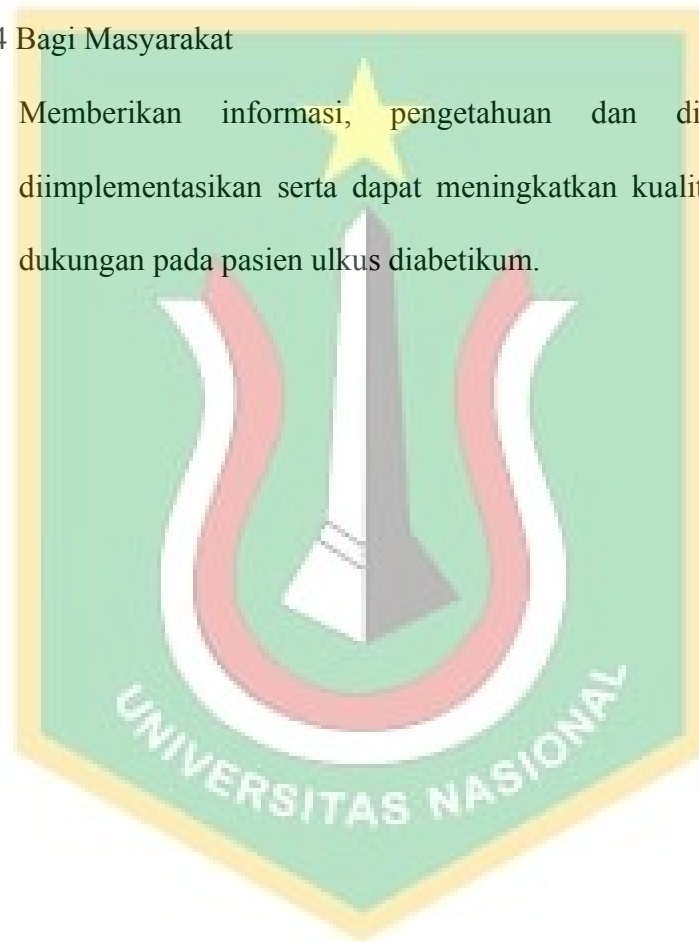 4 Bagi Masyarakat
Memberikan informasi, pengetahuan dan
diimplementasikan serta dapat meningkatkan
dukungan pada pasien ulkus diabetikum.
UNIVERSITAS NASIONAL